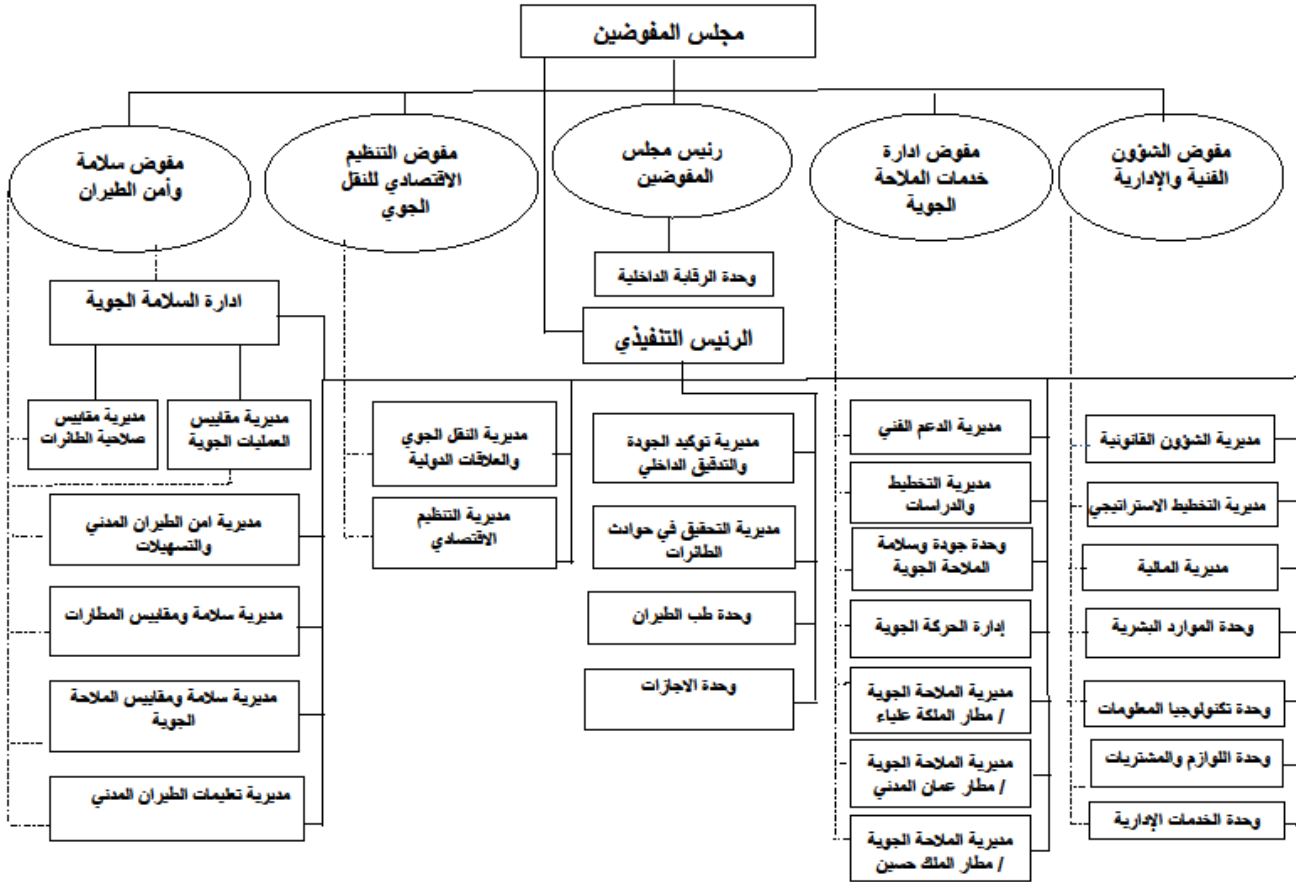 مجلس المفوضين
مفوض الشؤون
الفنية والإدارية
مفوض ادارة
خدمات الملاحة
الجوية
رئيس مجلس
المفوضين
مفوض التنظيم
الاقتصادي للنقل
الجوي
مفوض سلامة
وأمن الطيران
وحدة الرقابة الداخلية
الرئيس التنفيذي
ادارة السلامة الجوية
مديرية الشؤون القانونية
مديرية التخطيط الاستراتيجي
مديرية المالية
وحدة الموارد البشرية
وحدة تكنولوجيا المعلومات
وحدة اللوازم والمشتريات
وحدة الخدمات الإدارية
مديرية الدعم الفني
مديرية التخطيط
والدراسات
وحدة جودة وسلامة
الملاحة الجوية
إدارة الحركة الجوية
مديرية الملاحة الجوية
/ مطار الملكة علياء
مديرية الملاحة الجوية
/ مطار عمان المدني
مديرية الملاحة الجوية
/ مطار الملك حسين
مديرية توكيد الجودة
والتدقيق الداخلي
مديرية التحقيق في حوادث
الطائرات
وحدة طب الطيران
وحدة الاجازات
مديرية النقل الجوي
والعلاقات الدولية
مديرية التنظيم
الاقتصادي
مديرية مقاييس
العمليات الجوية
مديرية مقاييس
صلاحية الطائرات
مديرية امن الطيران المدني
والتسهيلات
مديرية سلامة ومقاييس المطارات
مديرية سلامة ومقاييس الملاحة
الجوية
مديرية تعليمات الطيران المدني